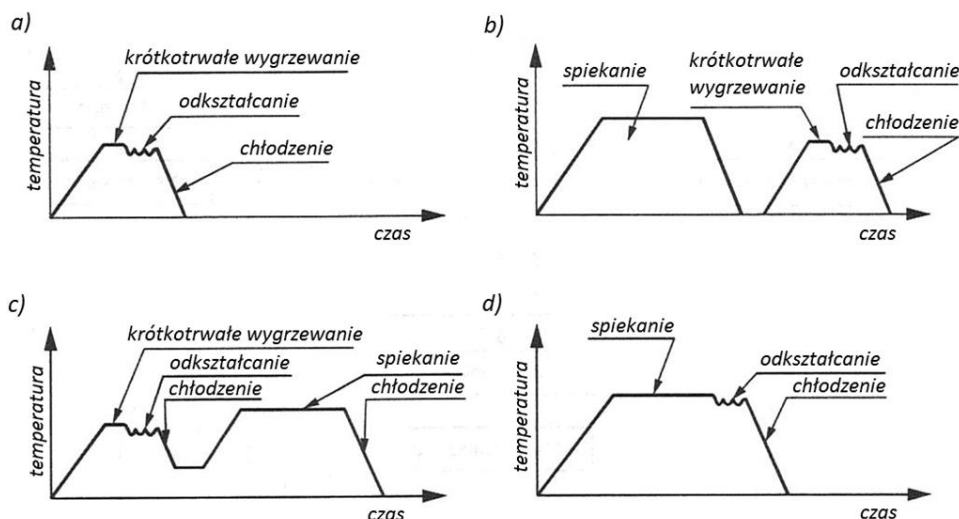 a)
krótkotrwałe wygrzewanie
odkształcanie
chłodzenie
temperatura
czas
b)
spiekanie
krótkotrwałe
wygrzewanie
odkształcanie
chłodzenie
temperatura
czas
c)
krótkotrwałe wygrzewanie
odkształcanie
chłodzenie
spiekanie
chłodzenie
temperatura
czas
d)
spiekanie
odkształcanie
chłodzenie
temperatura
czas